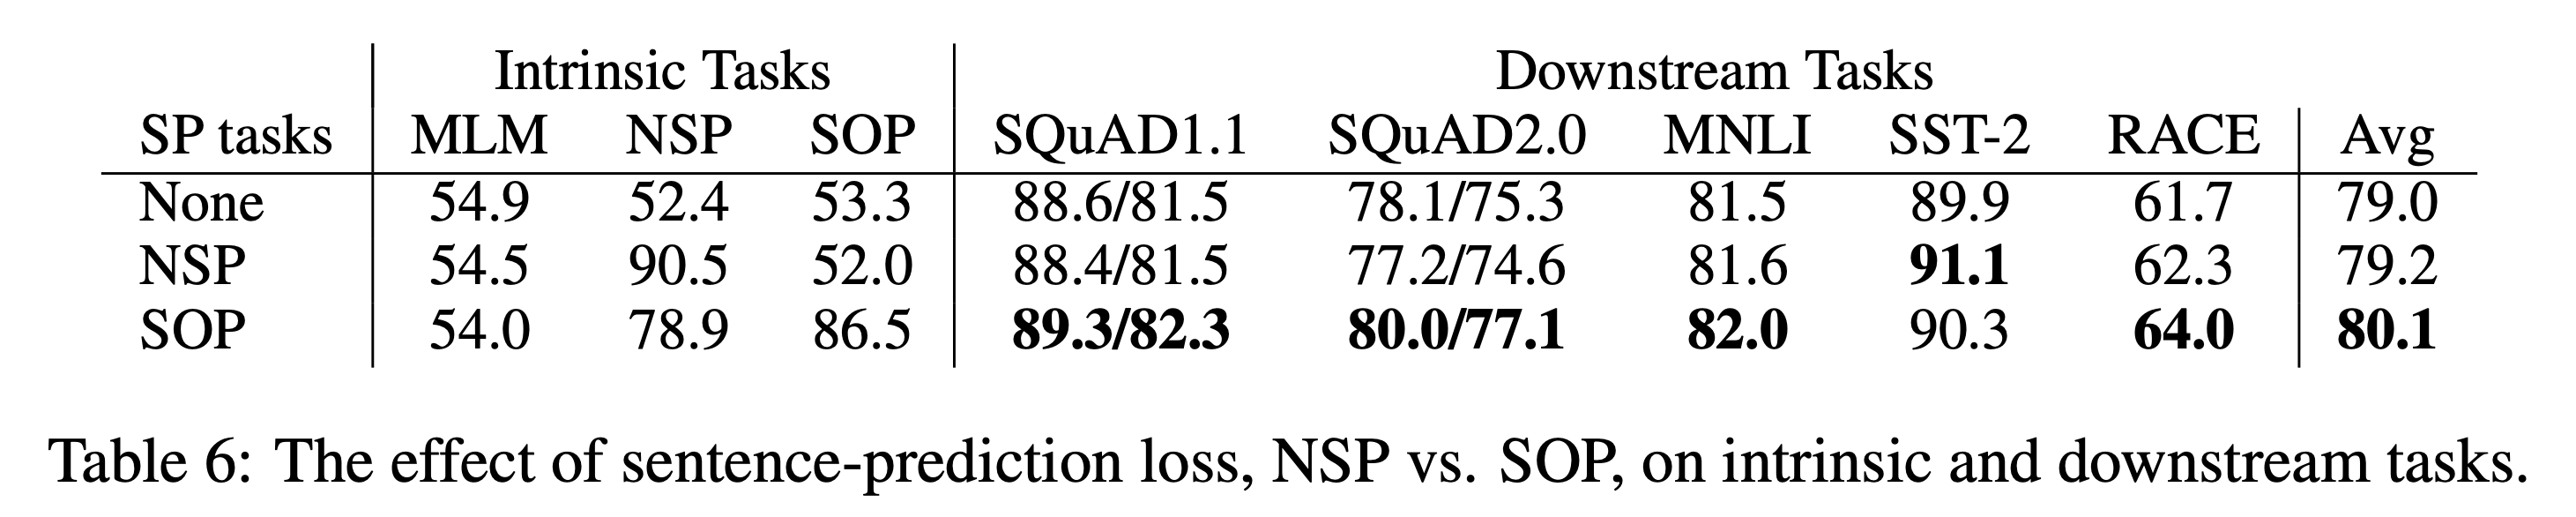 Intrinsic Tasks Downstream Tasks
SP tasks MLM NSP SOP SQuAD1.1 SQuAD2.0 MNLI SST-2 RACE Avg
None 54.9 52.4 53.3 88.6/81.5 78.1/75.3 81.5 89.9 61.7 79.0
NSP 54.5 90.5 52.0 88.4/81.5 77.2/74.6 81.6 91.1 62.3 79.2
SOP 54.0 78.9 86.5 89.3/82.3 80.0/77.1 82.0 90.3 64.0 80.1
Table 6: The effect of sentence-prediction loss, NSP vs. SOP, on intrinsic and downstream tasks.